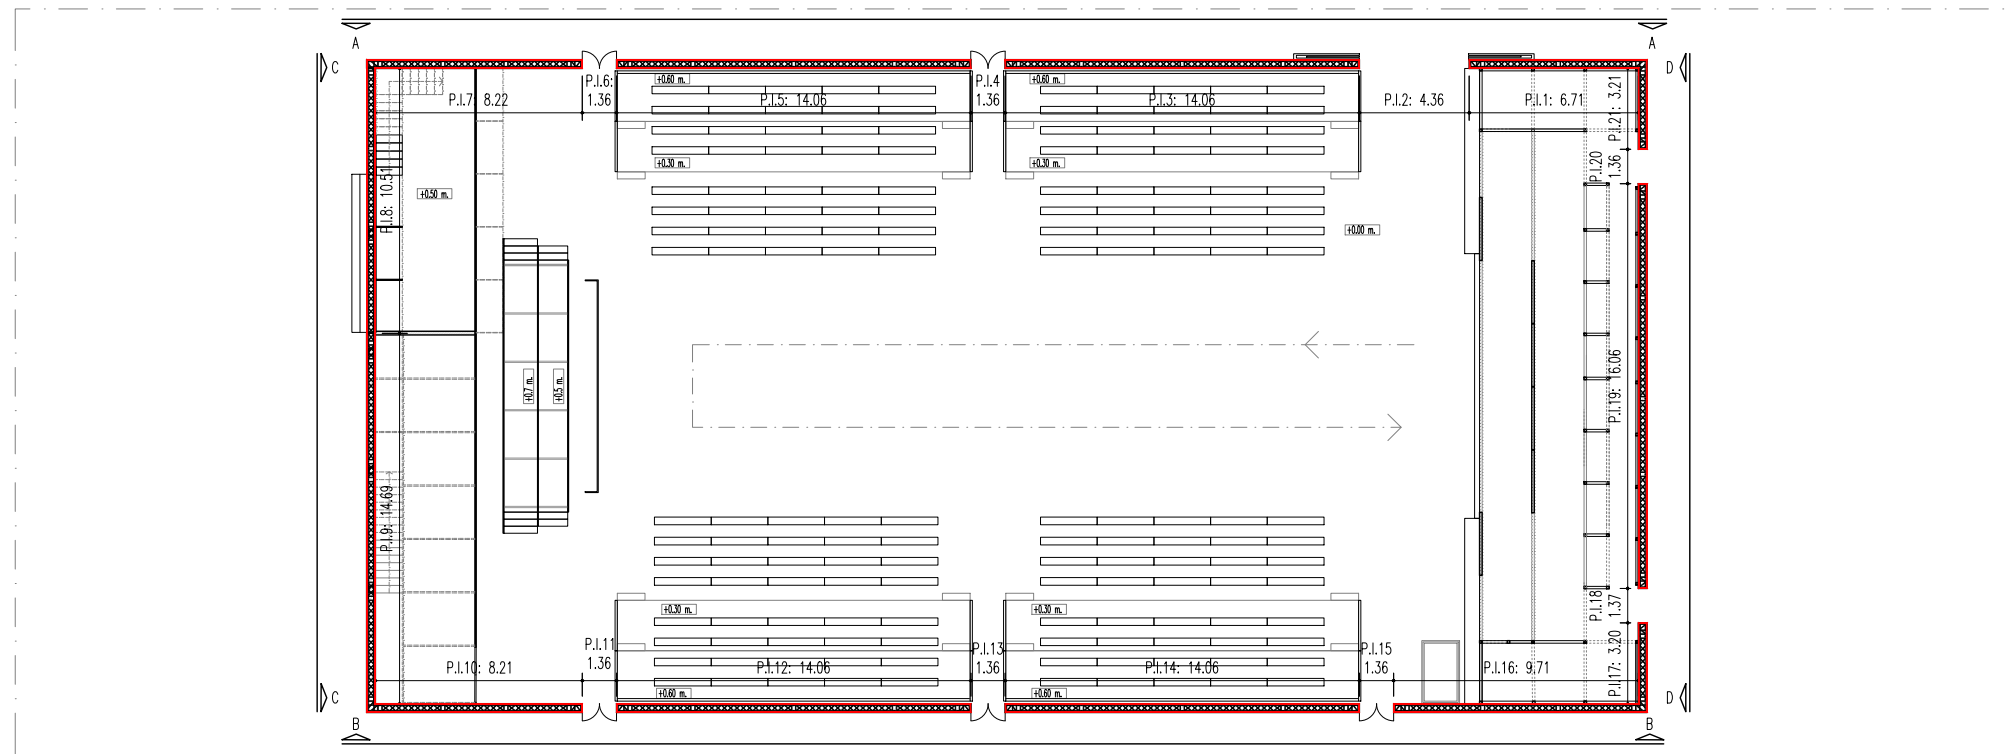 A
A
C
D
P.I.6:
1.36
P.I.4
1.36
+0.60 m.
+0.60 m.
P.I.7: 8.22
P.I.5: 14.06
P.I.3: 14.06
P.I.2: 4.36
P.I.1: 6.71
P.I.21: 3.21
+0.30 m.
+0.30 m.
P.I.20
1.36
P.I.8: 10.51
+0.50 m.
+0.00 m.
+0.7 m.
+0.5 m.
P.I.19: 16.06
P.I.9: 14.69
+0.30 m.
+0.30 m.
P.I.18
1.37
P.I.11
1.36
P.I.13
1.36
P.I.15
1.36
P.I.10: 8.21
P.I.12: 14.06
P.I.14: 14.06
P.I.16: 9.71
P.I.17: 3.20
+0.60 m.
+0.60 m.
C
D
B
B